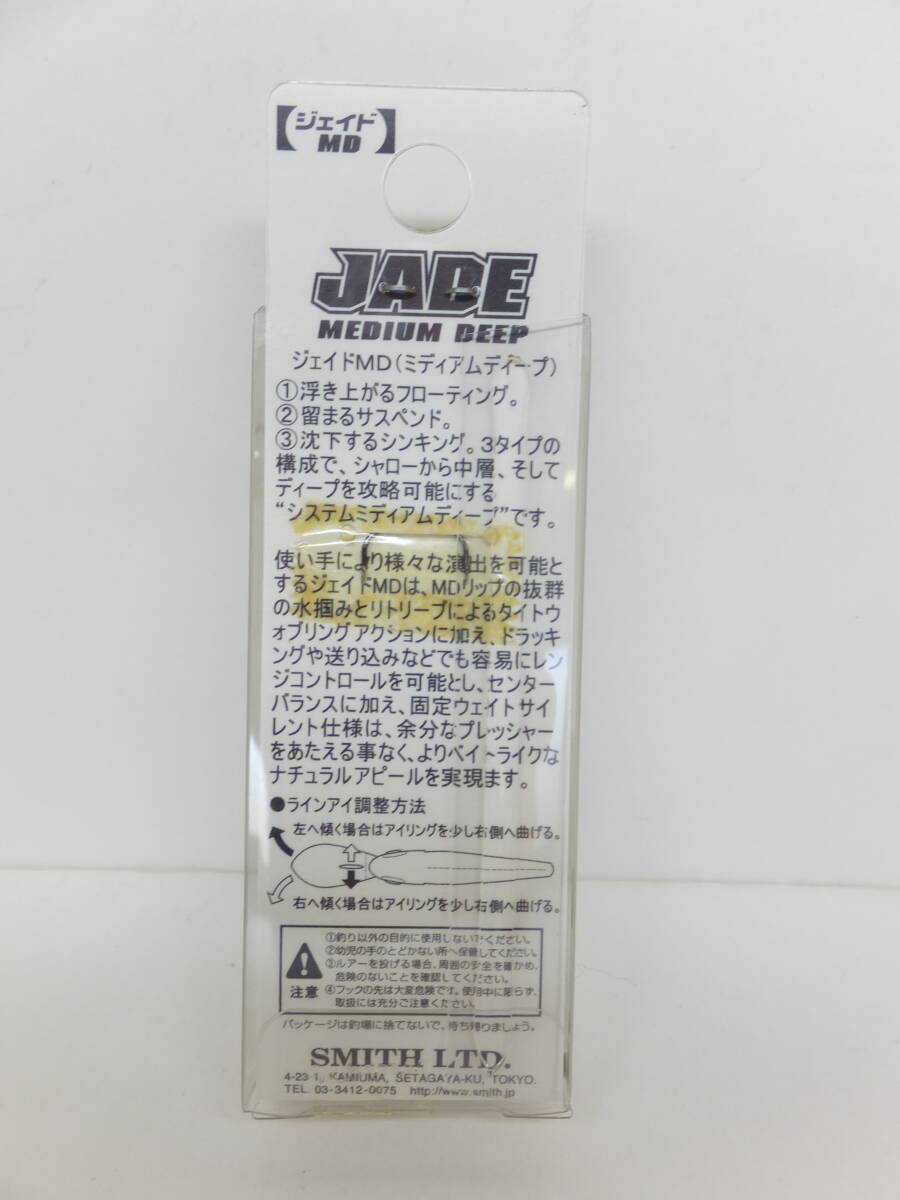 【ジェイド
MD】
JADE
MEDIUM DEEP
ジェイドMD(ミディアムディープ)
①浮き上がるフローティング。
②留まるサスペンド。
③沈下するシンキング。3タイプの
構成で、シャローから中層、そして
ディープを攻略可能にする
“システムミディアムディープ”です。
使い手により様々な演出を可能と
するジェイドMDは、MDリップの抜群
の水掴みとリトリーブによるタイトウ
ォブリングアクションに加え、ドラッキ
ングや送り込みなどでも容易にレン
ジコントロールを可能とし、センター
バランスに加え、固定ウェイトサイ
レント仕様は、余分なプレッシャー
をあたえる事なく、よりベイトライクな
ナチュラルアピールを実現ます。
●ラインアイ調整方法
左へ傾く場合はアイリングを少し右側へ曲げる。
右へ傾く場合はアイリングを少し右側へ曲げる。
注意
①釣り以外の目的に使用しないでください。
②幼児の手のとどかない所へ保管してください。
③ルアーを投げる場合、周囲の安全を確かめ、
危険のないことを確認してください。
④フックの先は大変危険です。使用中に限らず、
取扱には充分ご注意ください。
パッケージは釣場に捨てないで、持ち帰りましょう。
SMITH LTD.
4-23 KAMIUMA, SETAGAYA-KU, TOKYO.
TEL 03-3412-0075 http://www.smith.jp